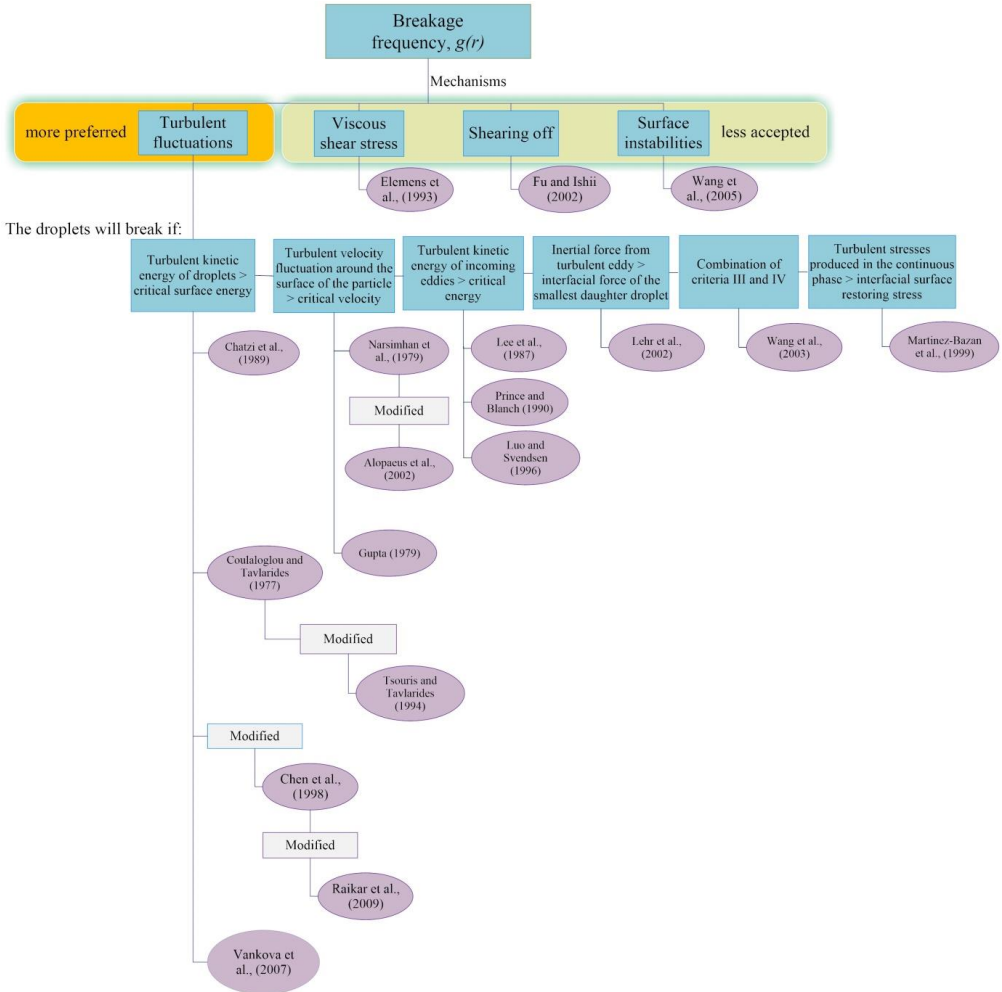 Breakage
frequency, g(r)
Mechanisms
more preferred
Turbulent
fluctuations
Viscous
shear stress
Shearing off
Surface
instabilities
less accepted
Elemens et
al., (1993)
Fu and Ishii
(2002)
Wang et
al., (2005)
The droplets will break if:
Turbulent kinetic
energy of droplets >
critical surface energy
Turbulent velocity
fluctuation around the
surface of the particle
> critical velocity
Turbulent kinetic
energy of incoming
eddies > critical
energy
Inertial force from
turbulent eddy >
interfacial force of the
smallest daughter droplet
Combination of
criteria III and IV
Turbulent stresses
produced in the continuous
phase > interfacial surface
restoring stress
Chatzi et al.,
(1989)
Narsimhan et
al., (1979)
Lee et al.,
(1987)
Lehr et al.,
(2002)
Wang et al.,
(2003)
Martinez-Bazan
et al., (1999)
Modified
Prince and
Blanch (1990)
Alopaeus et al.,
(2002)
Luo and
Svendsen
(1996)
Gupta (1979)
Coulaloglou and
Tavlarides
(1977)
Modified
Tsouris and
Tavlarides
(1994)
Modified
Chen et al.,
(1998)
Modified
Raikar et al.,
(2009)
Vankova et
al., (2007)